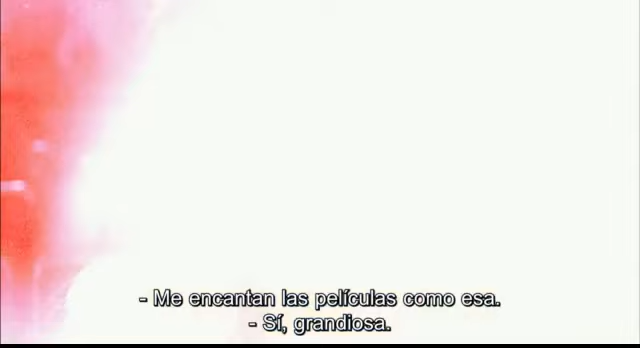 - Me encantan las películas como esa.
- Sí, grandiosa.